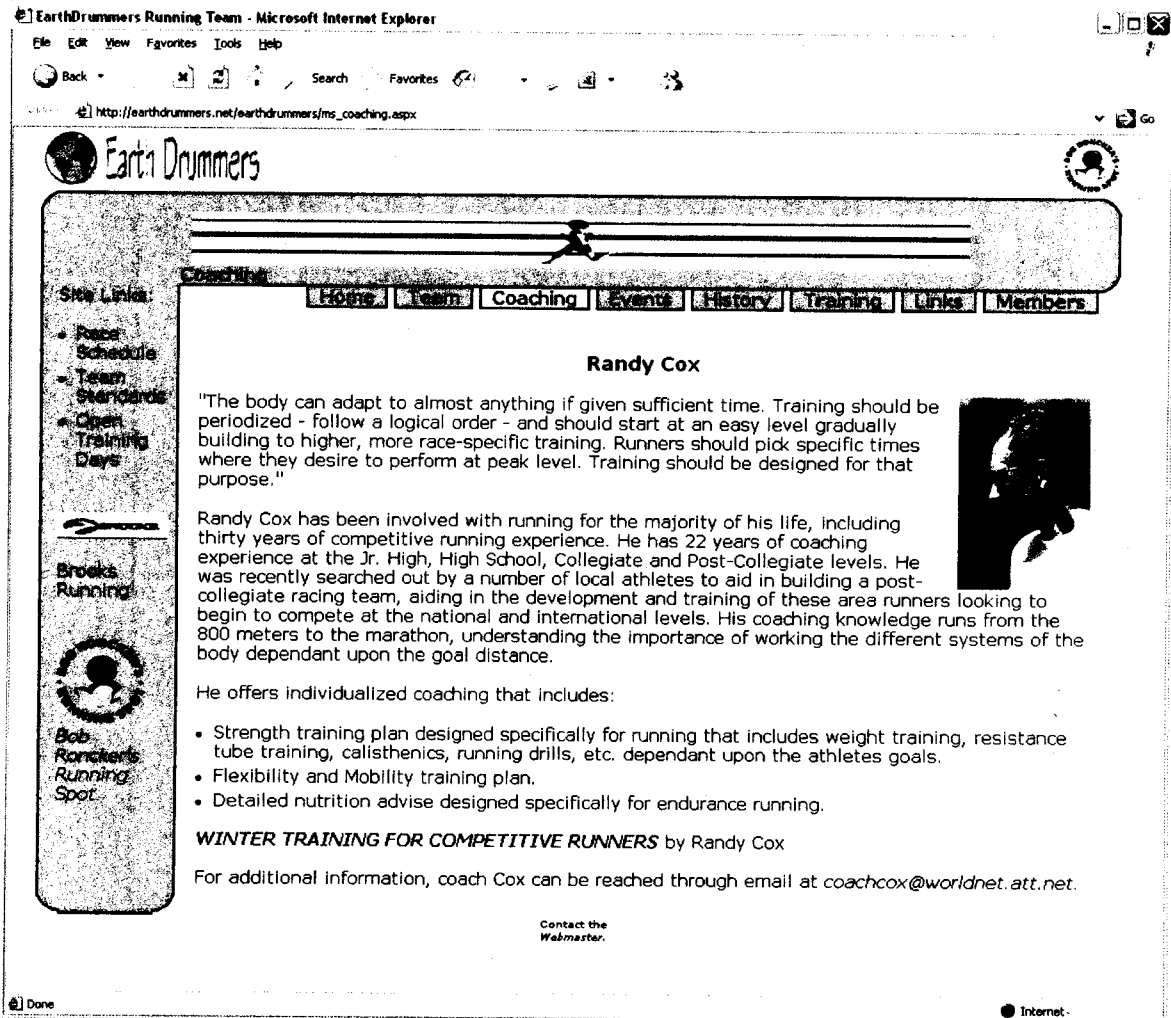 EarthDrummers Running Team - Microsoft Internet Explorer
File Edit View Favorites Tools Help
Back Search Favorites
http://earthdrummers.net/earthdrummers/ms_coaching.aspx Go
Earth Drummers
Coaching
Home Team Coaching Events History Training Links Members
Site Links:
• Race
Schedule
• Team
Standards
• Open
Training
Days
Brooks
Running
Bob
Roncker's
Running
Spot
Randy Cox
"The body can adapt to almost anything if given sufficient time. Training should be
periodized - follow a logical order - and should start at an easy level gradually
building to higher, more race-specific training. Runners should pick specific times
where they desire to perform at peak level. Training should be designed for that
purpose."
Randy Cox has been involved with running for the majority of his life, including
thirty years of competitive running experience. He has 22 years of coaching
experience at the Jr. High, High School, Collegiate and Post-Collegiate levels. He
was recently searched out by a number of local athletes to aid in building a post-
collegiate racing team, aiding in the development and training of these area runners looking to
begin to compete at the national and international levels. His coaching knowledge runs from the
800 meters to the marathon, understanding the importance of working the different systems of the
body dependant upon the goal distance.
He offers individualized coaching that includes:
• Strength training plan designed specifically for running that includes weight training, resistance
tube training, calisthenics, running drills, etc. dependant upon the athletes goals.
• Flexibility and Mobility training plan.
• Detailed nutrition advise designed specifically for endurance running.
WINTER TRAINING FOR COMPETITIVE RUNNERS by Randy Cox
For additional information, coach Cox can be reached through email at coachcox@worldnet.att.net.
Contact the
Webmaster.
Done Internet